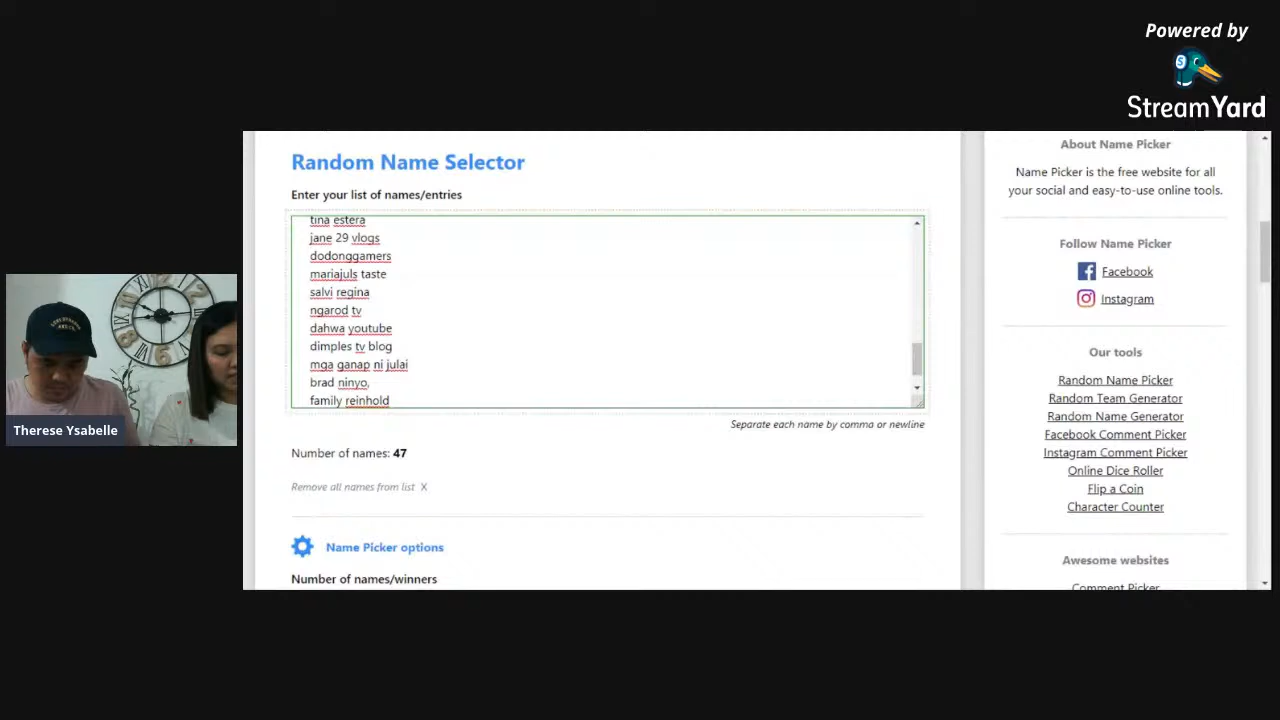 Powered by
StreamYard
Random Name Selector
Enter your list of names/entries
tina estera
jane 29 vlogs
dodonggamers
mariajuls taste
salvi regina
ngarod tv
dahwa youtube
dimples tv blog
mga ganap ni julai
brad ninyo,
family reinhold
Separate each name by comma or newline
Number of names: 47
Remove all names from list X
Name Picker options
Number of names/winners
About Name Picker
Name Picker is the free website for all
your social and easy-to-use online tools.
Follow Name Picker
Facebook
Instagram
Our tools
Random Name Picker
Random Team Generator
Random Name Generator
Facebook Comment Picker
Instagram Comment Picker
Online Dice Roller
Flip a Coin
Character Counter
Awesome websites
Comment Picker
Therese Ysabelle